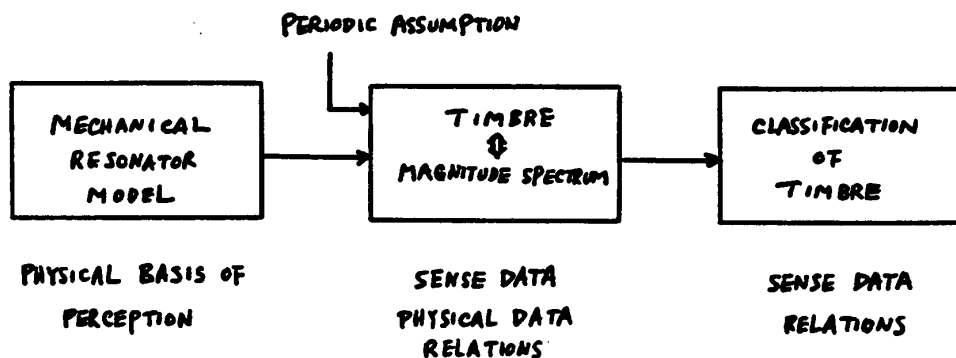 PERIODIC ASSUMPTION
MECHANICAL
RESONATOR
MODEL
TIMBRE
⇕
MAGNITUDE SPECTRUM
CLASSIFICATION
OF
TIMBRE
PHYSICAL BASIS OF
PERCEPTION
SENSE DATA
PHYSICAL DATA
RELATIONS
SENSE DATA
RELATIONS